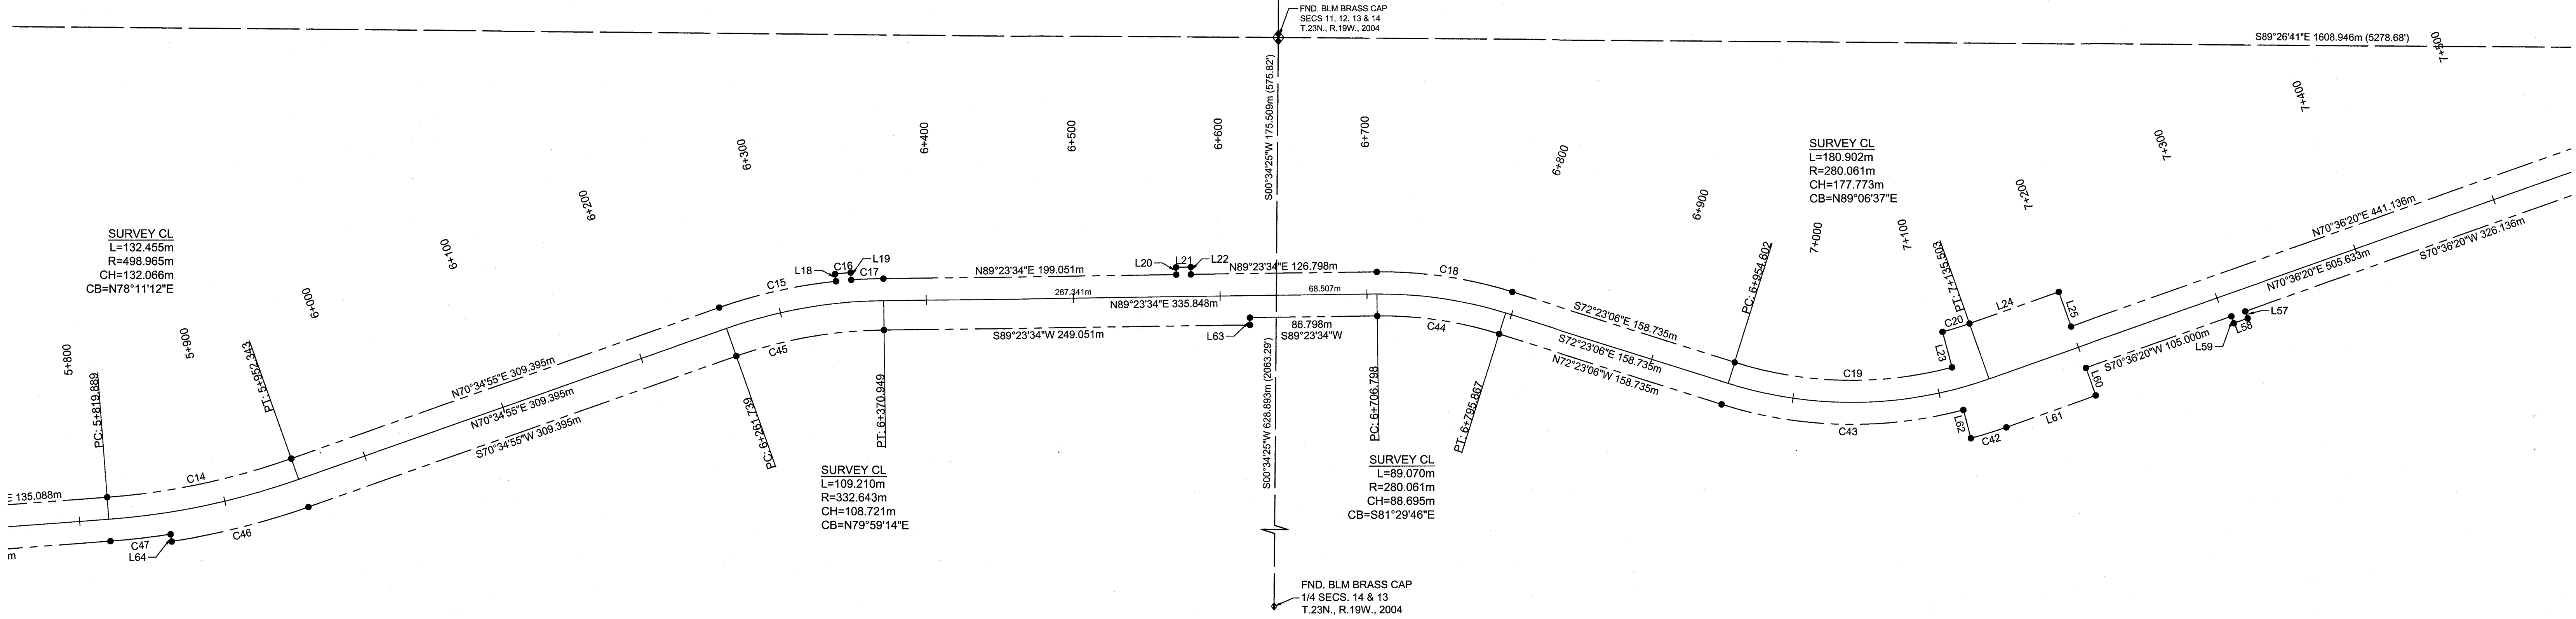 FND. BLM BRASS CAP
SECS 11, 12, 13 & 14
T.23N., R.19W., 2004
S89°26'41"E 1608.946m (5278.68')
S00°34'25"W 175.509m (575.82')
5+800
5+900
6+000
6+100
6+200
6+300
6+400
6+500
6+600
6+700
6+800
6+900
7+000
7+100
7+200
7+300
7+400
7+500
SURVEY CL
L=132.455m
R=498.965m
CH=132.066m
CB=N78°11'12"E
SURVEY CL
L=180.902m
R=280.061m
CH=177.773m
CB=N89°06'37"E
PC: 5+819.889
PT: 5+952.343
E 135.088m
m
C14
C47
L64
C46
N70°34'55"E 309.395m
N70°34'55"E 309.395m
S70°34'55"W 309.395m
C15
L18
C16
L19
C17
C45
PC: 6+261.739
PT: 6+370.949
N89°23'34"E 199.051m
267.341m
N89°23'34"E 335.848m
S89°23'34"W 249.051m
L20
L21
L22
N89°23'34"E 126.798m
68.507m
L63
86.798m
S89°23'34"W
C18
C44
PC: 6+706.798
PT: 6+795.867
S72°23'06"E 158.735m
S72°23'06"E 158.735m
N72°23'06"W 158.735m
PC: 6+954.602
C19
C43
PT: 7+135.503
C20
L23
L24
L25
L62
C42
L61
L60
N70°36'20"E 441.136m
N70°36'20"E 505.633m
S70°36'20"W 326.136m
S70°36'20"W 105.000m
L57
L58
L59
SURVEY CL
L=109.210m
R=332.643m
CH=108.721m
CB=N79°59'14"E
S00°34'25"W 628.893m (2063.29')
SURVEY CL
L=89.070m
R=280.061m
CH=88.695m
CB=S81°29'46"E
FND. BLM BRASS CAP
1/4 SECS. 14 & 13
T.23N., R.19W., 2004